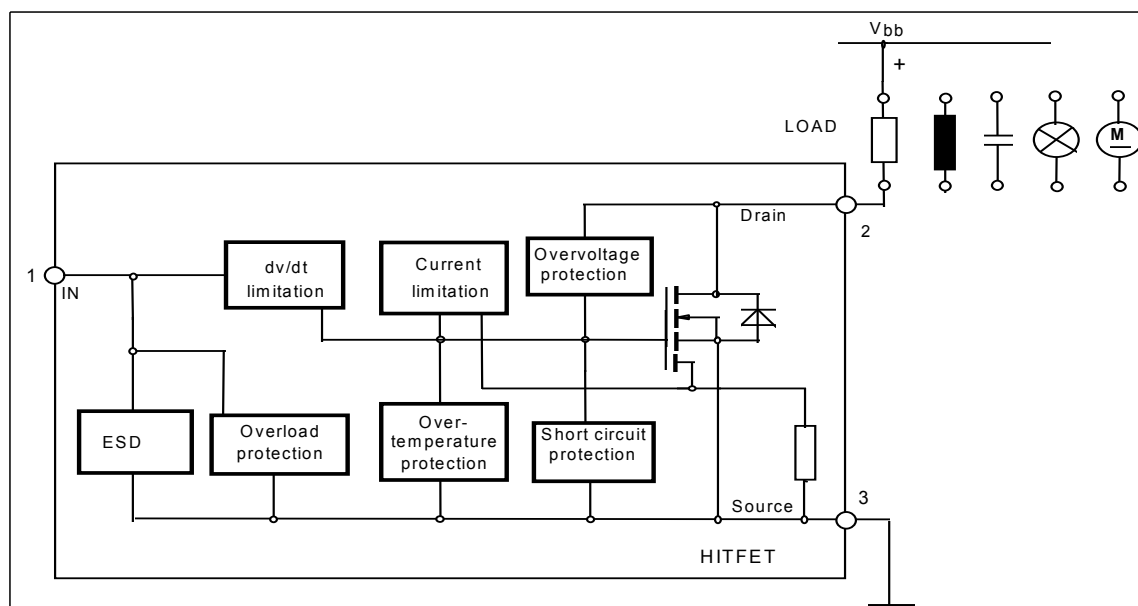 Vbb
+
LOAD
M
Drain
2
1
IN
dv/dt
limitation
Current
limitation
Overvoltage
protection
ESD
Overload
protection
Over-
temperature
protection
Short circuit
protection
Source
3
HITFET